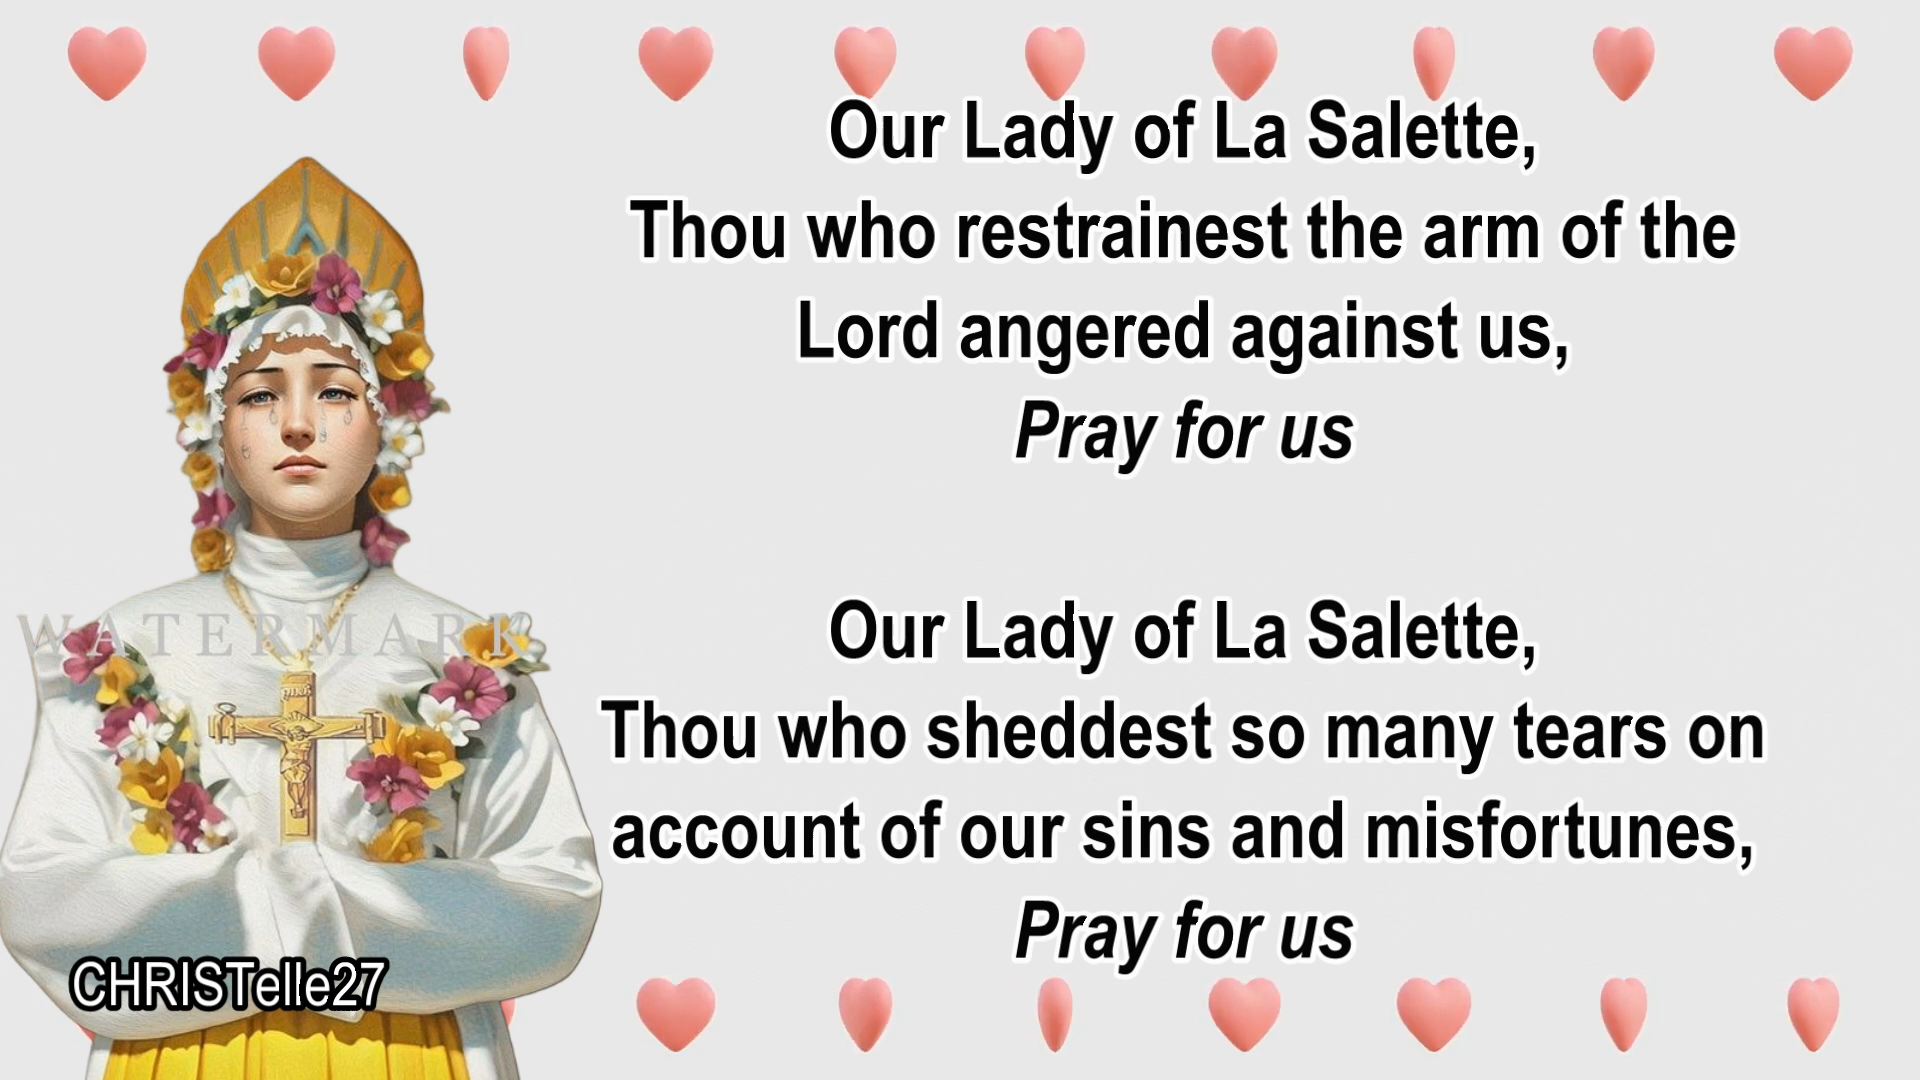 Our Lady of La Salette,
Thou who restrainest the arm of the
Lord angered against us,
Pray for us
Our Lady of La Salette,
Thou who sheddest so many tears on
account of our sins and misfortunes,
Pray for us
WATERMARK
CHRISTelle27